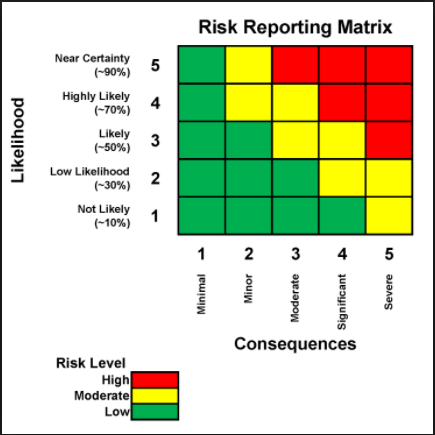 Risk Reporting Matrix
Likelihood
Near Certainty
(~90%)
5
Highly Likely
(~70%)
4
Likely
(~50%)
3
Low Likelihood
(~30%)
2
Not Likely
(~10%)
1
1 2 3 4 5
Minimal
Minor
Moderate
Significant
Severe
Consequences
Risk Level
High
Moderate
Low